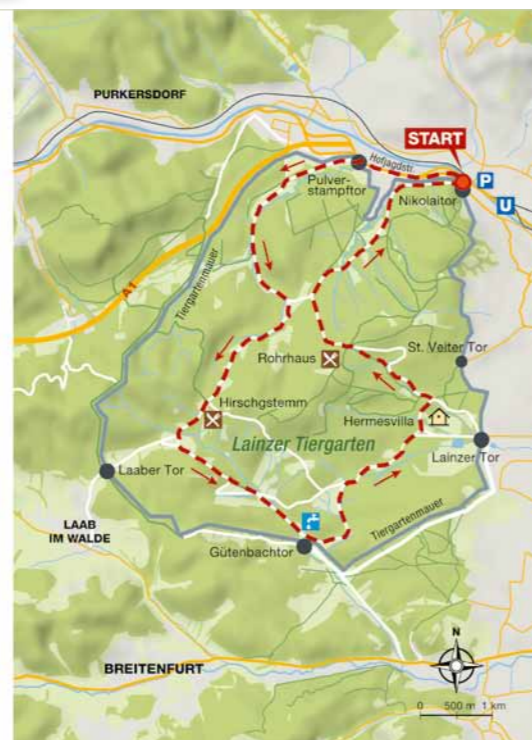 PURKERSDORF
START
Hofjagdstr.
P
Pulver-
stampftor
Nikolaitor
U
A1
Tiergartenmauer
St. Veiter Tor
Rohrhaus
Hirschgstemm
Hermesvilla
Lainzer Tiergarten
Lainzer Tor
Laaber Tor
Tiergartenmauer
LAAB
IM WALDE
Gütenbachtor
N
BREITENFURT
0 500 m 1 km